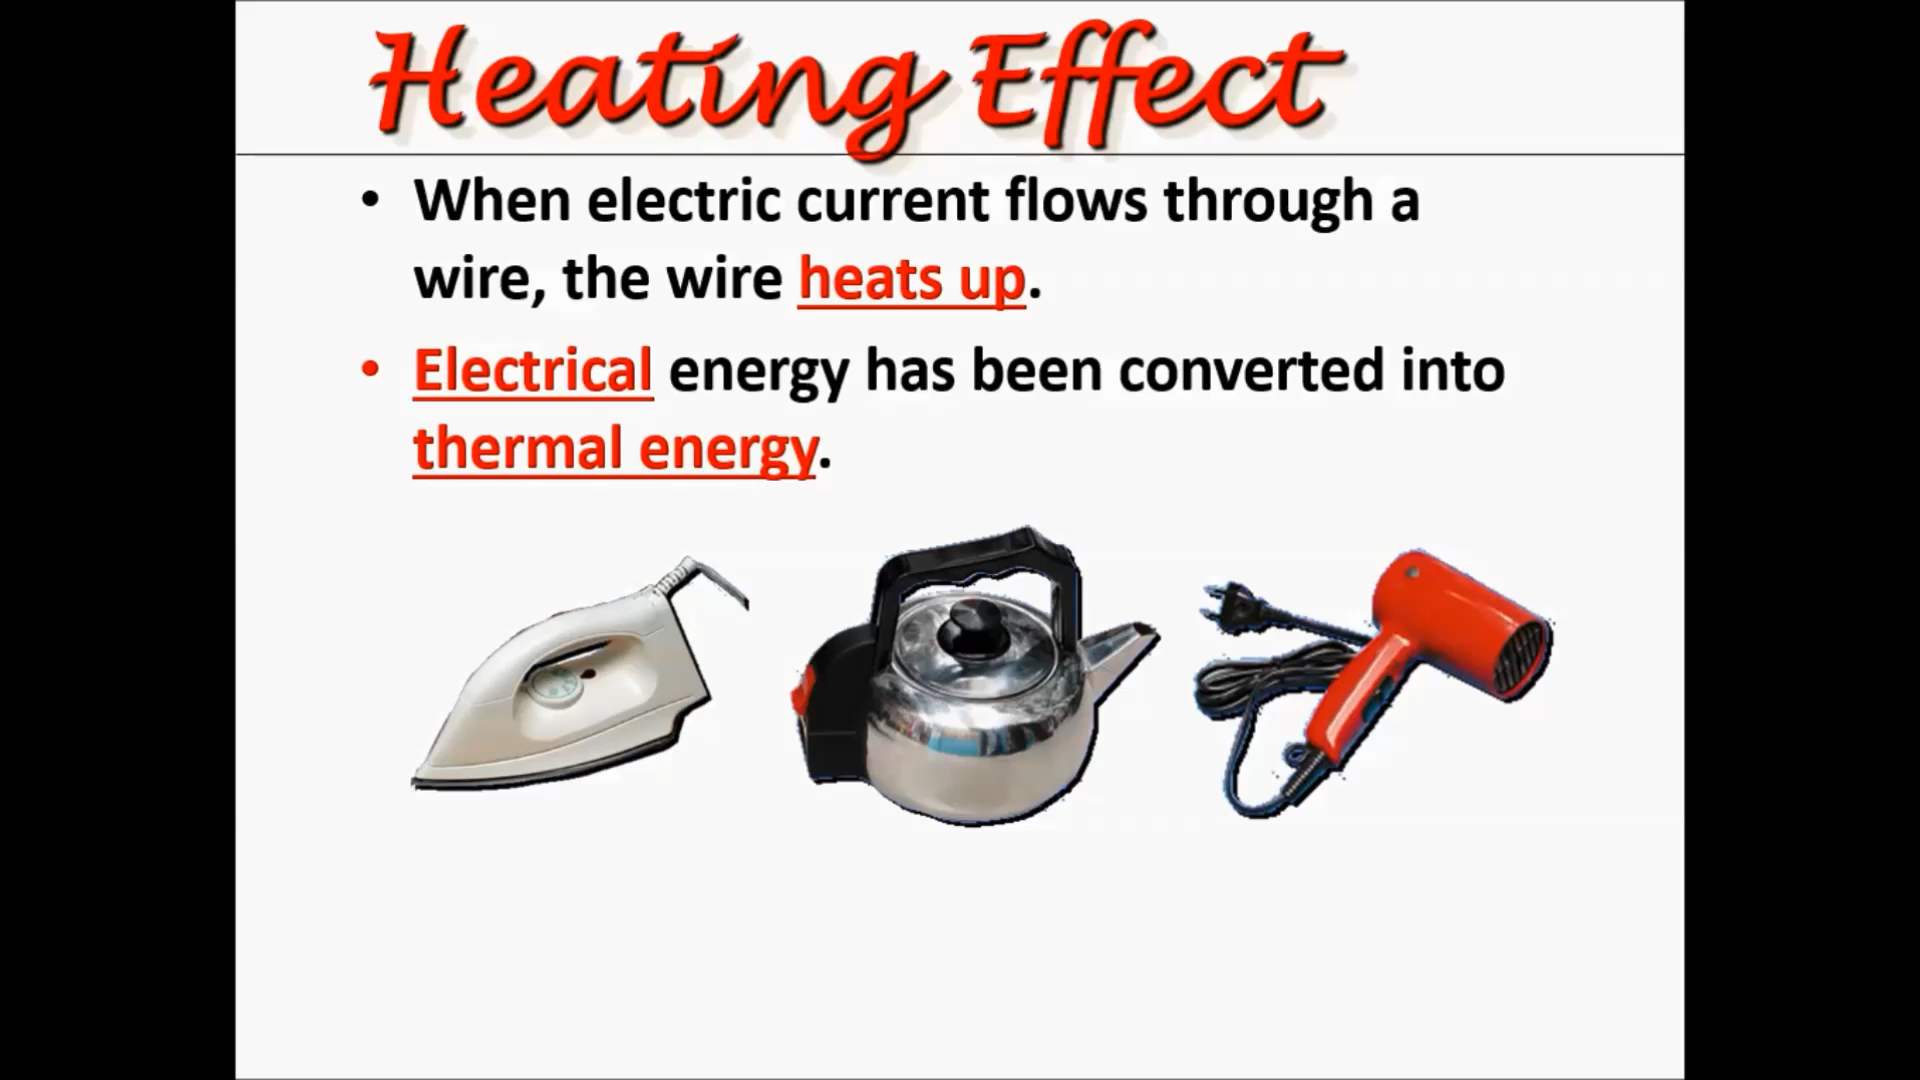 Heating Effect
• When electric current flows through a
wire, the wire heats up.
• Electrical energy has been converted into
thermal energy.